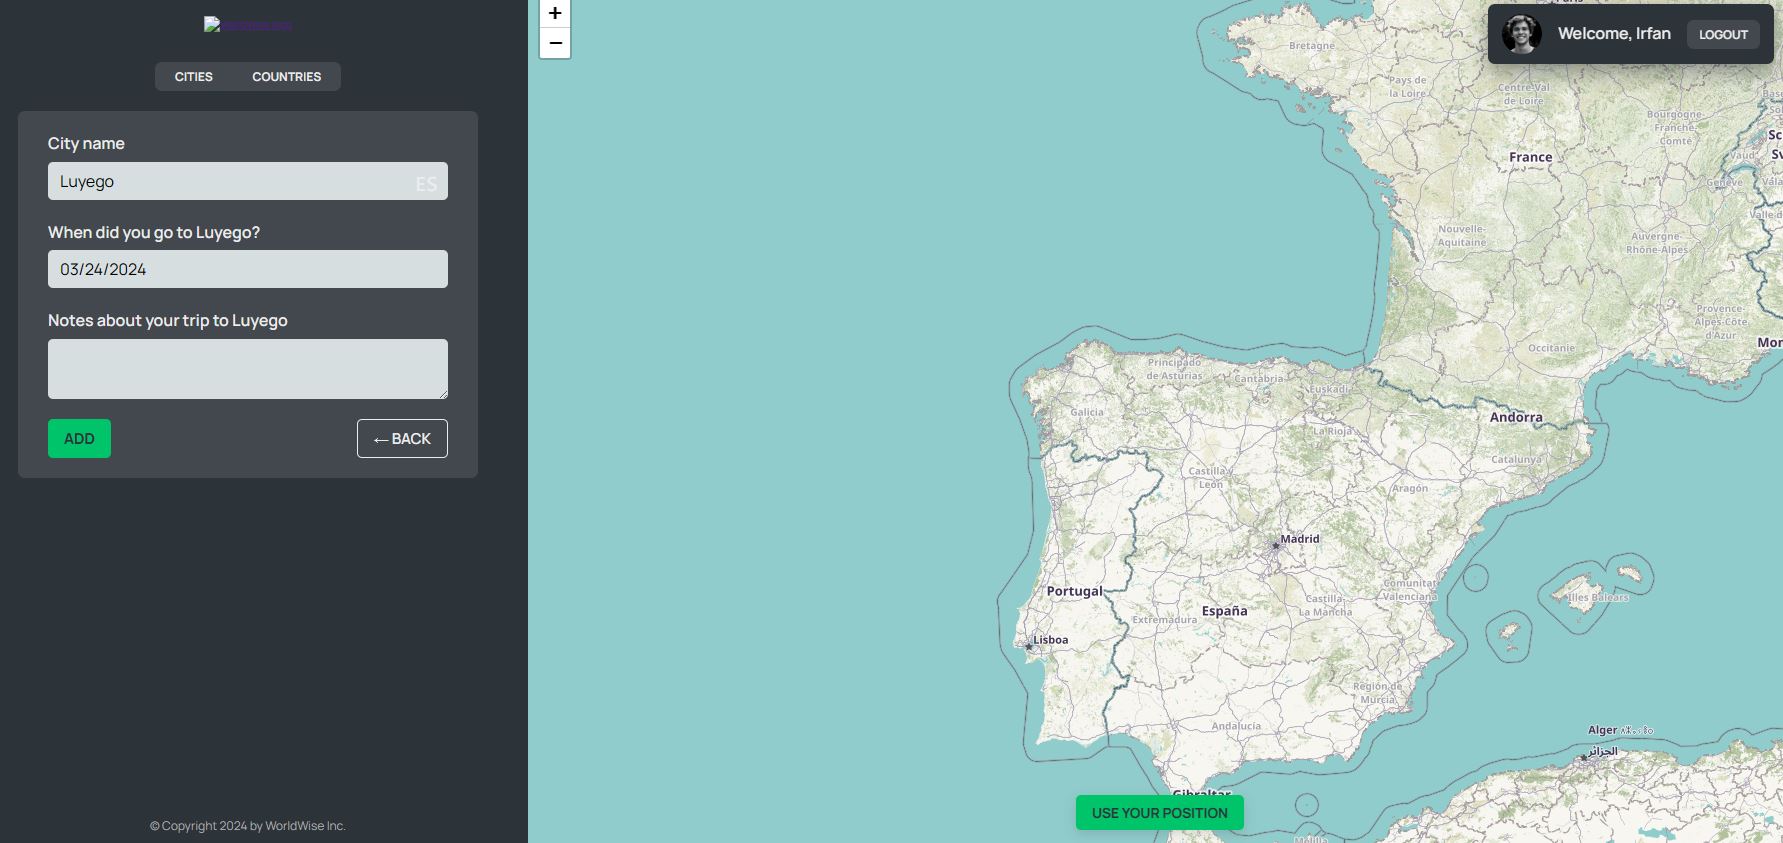 CITIES
COUNTRIES
City name
Luyego
ES
When did you go to Luyego?
03/24/2024
Notes about your trip to Luyego
ADD
← BACK
© Copyright 2024 by WorldWise Inc.
+
−
Welcome, Irfan
LOGOUT
Bretagne
Pays de
la Loire
Centre-Val
de Loire
Bourgogne
Franche-
Comté
France
Vaud
Genève
Nouvelle-
Aquitaine
Auvergne-
Rhône-Alpes
Provence-
Alpes-Côte
d'Azur
Occitanie
Principado
de Asturias
Cantabria
Euskadi
Galicia
La Rioja
Andorra
Catalunya
Castilla y
León
Aragón
Madrid
Portugal
España
Castilla-
La Mancha
Comunitat
Valenciana
Illes Balears
Extremadura
Lisboa
Región de
Murcia
Andalucía
Alger
الجزائر
Gibraltar
USE YOUR POSITION
Melilla